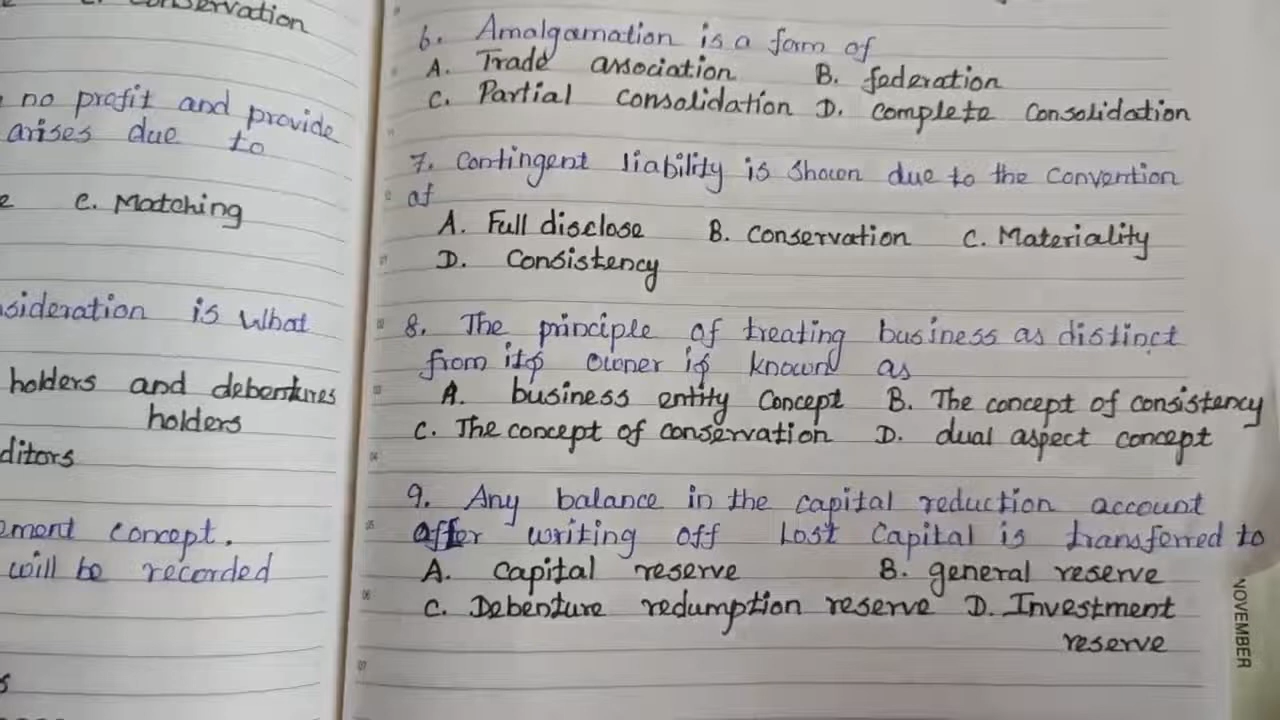 conservation
no profit and provide
arises due to
c. Matching
sideration is what
holders and debentures
holders
ditors
ement concept.
will be recorded
6. Amalgamation is a form of
A. Trade association B. federation
C. Partial consolidation D. complete consolidation
7. Contingent liability is shown due to the convention
of
A. Full disclose B. conservation C. Materiality
D. Consistency
8. The principle of treating business as distinct
from its owner is known as
A. business entity concept B. The concept of consistency
C. The concept of conservation D. dual aspect concept
9. Any balance in the capital reduction account
after writing off Lost Capital is transferred to
A. capital reserve B. general reserve
C. Debenture redumption reserve D. Investment
reserve
NOVEMBER